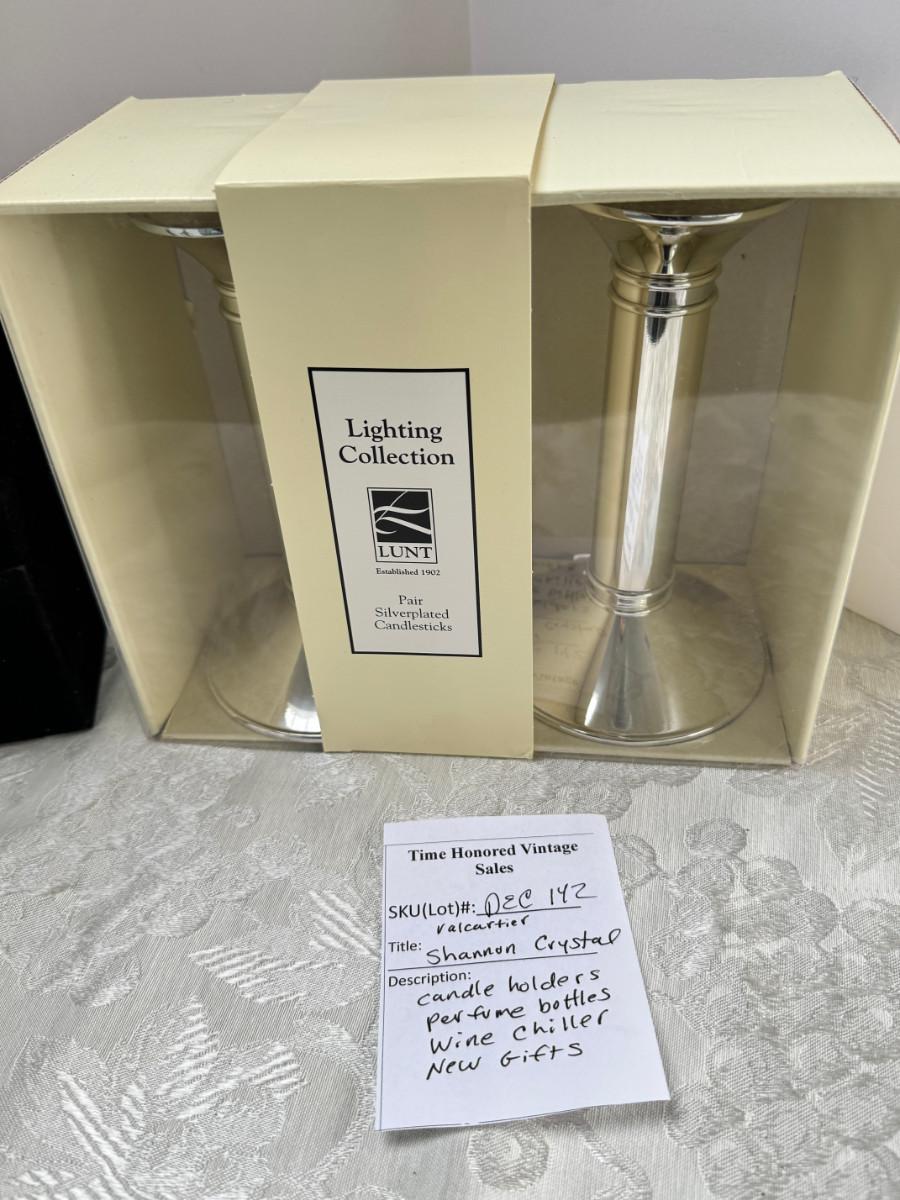 Lighting
Collection
LUNT
Established 1902
Pair
Silverplated
Candlesticks
Time Honored Vintage
Sales
SKU(Lot)#: DEC 142
Valcartier
Title: Shannon Crystal
Description:
candle holders
perfume bottles
Wine Chiller
New Gifts